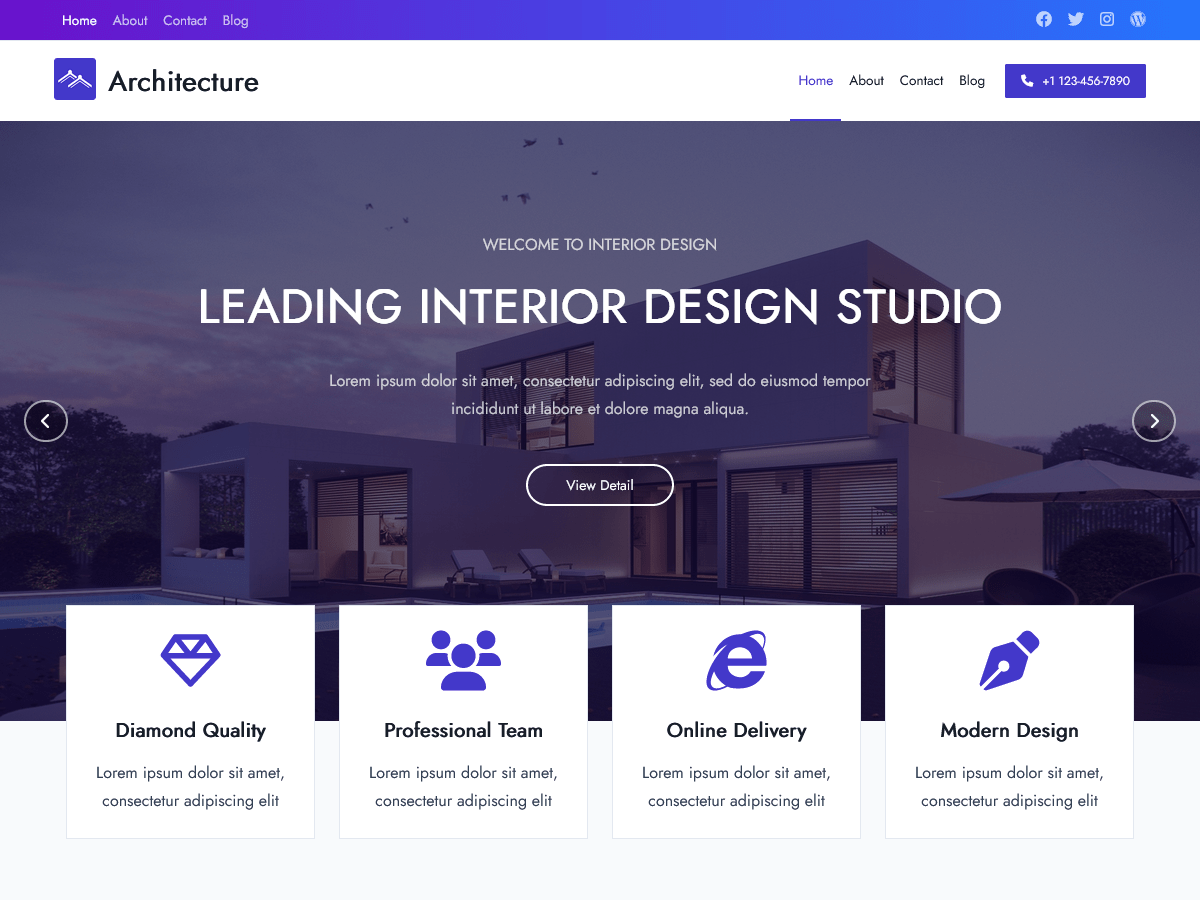 Home About Contact Blog
Architecture
Home About Contact Blog +1 123-456-7890
WELCOME TO INTERIOR DESIGN
LEADING INTERIOR DESIGN STUDIO
Lorem ipsum dolor sit amet, consectetur adipiscing elit, sed do eiusmod tempor
incididunt ut labore et dolore magna aliqua.
View Detail
Diamond Quality
Lorem ipsum dolor sit amet,
consectetur adipiscing elit
Professional Team
Lorem ipsum dolor sit amet,
consectetur adipiscing elit
Online Delivery
Lorem ipsum dolor sit amet,
consectetur adipiscing elit
Modern Design
Lorem ipsum dolor sit amet,
consectetur adipiscing elit